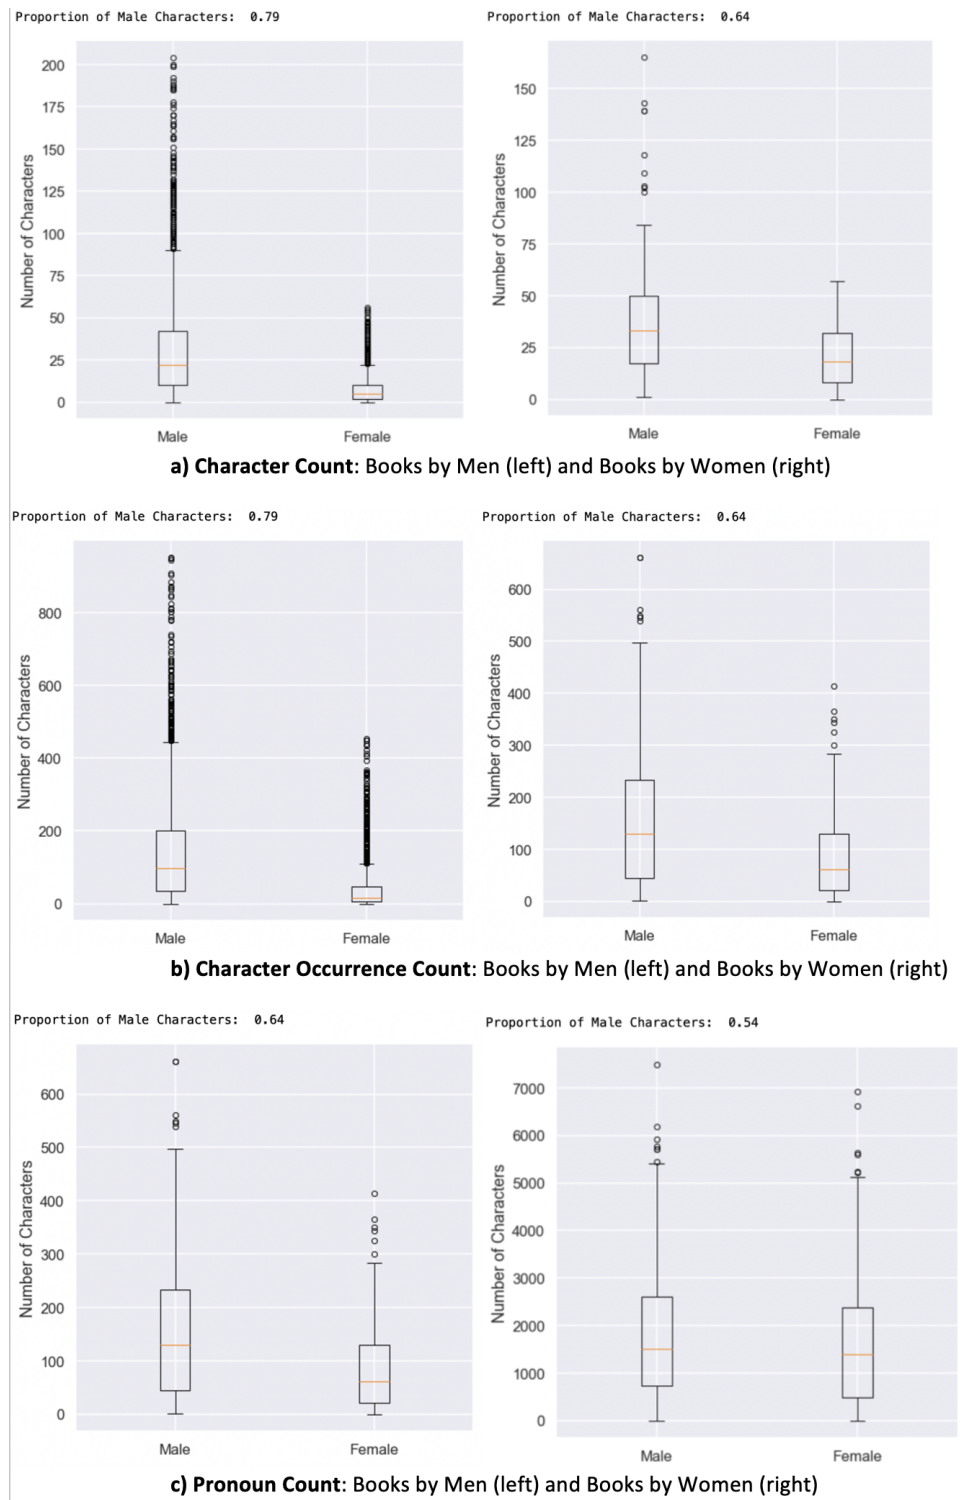 Proportion of Male Characters: 0.79
Proportion of Male Characters: 0.64
Number of Characters
200
175
150
125
100
75
50
25
0
Male
Female
Number of Characters
150
125
100
75
50
25
0
Male
Female
a) Character Count: Books by Men (left) and Books by Women (right)
Proportion of Male Characters: 0.79
Proportion of Male Characters: 0.64
Number of Characters
800
600
400
200
0
Male
Female
Number of Characters
600
500
400
300
200
100
0
Male
Female
b) Character Occurrence Count: Books by Men (left) and Books by Women (right)
Proportion of Male Characters: 0.64
Proportion of Male Characters: 0.54
Number of Characters
600
500
400
300
200
100
0
Male
Female
Number of Characters
7000
6000
5000
4000
3000
2000
1000
0
Male
Female
c) Pronoun Count: Books by Men (left) and Books by Women (right)